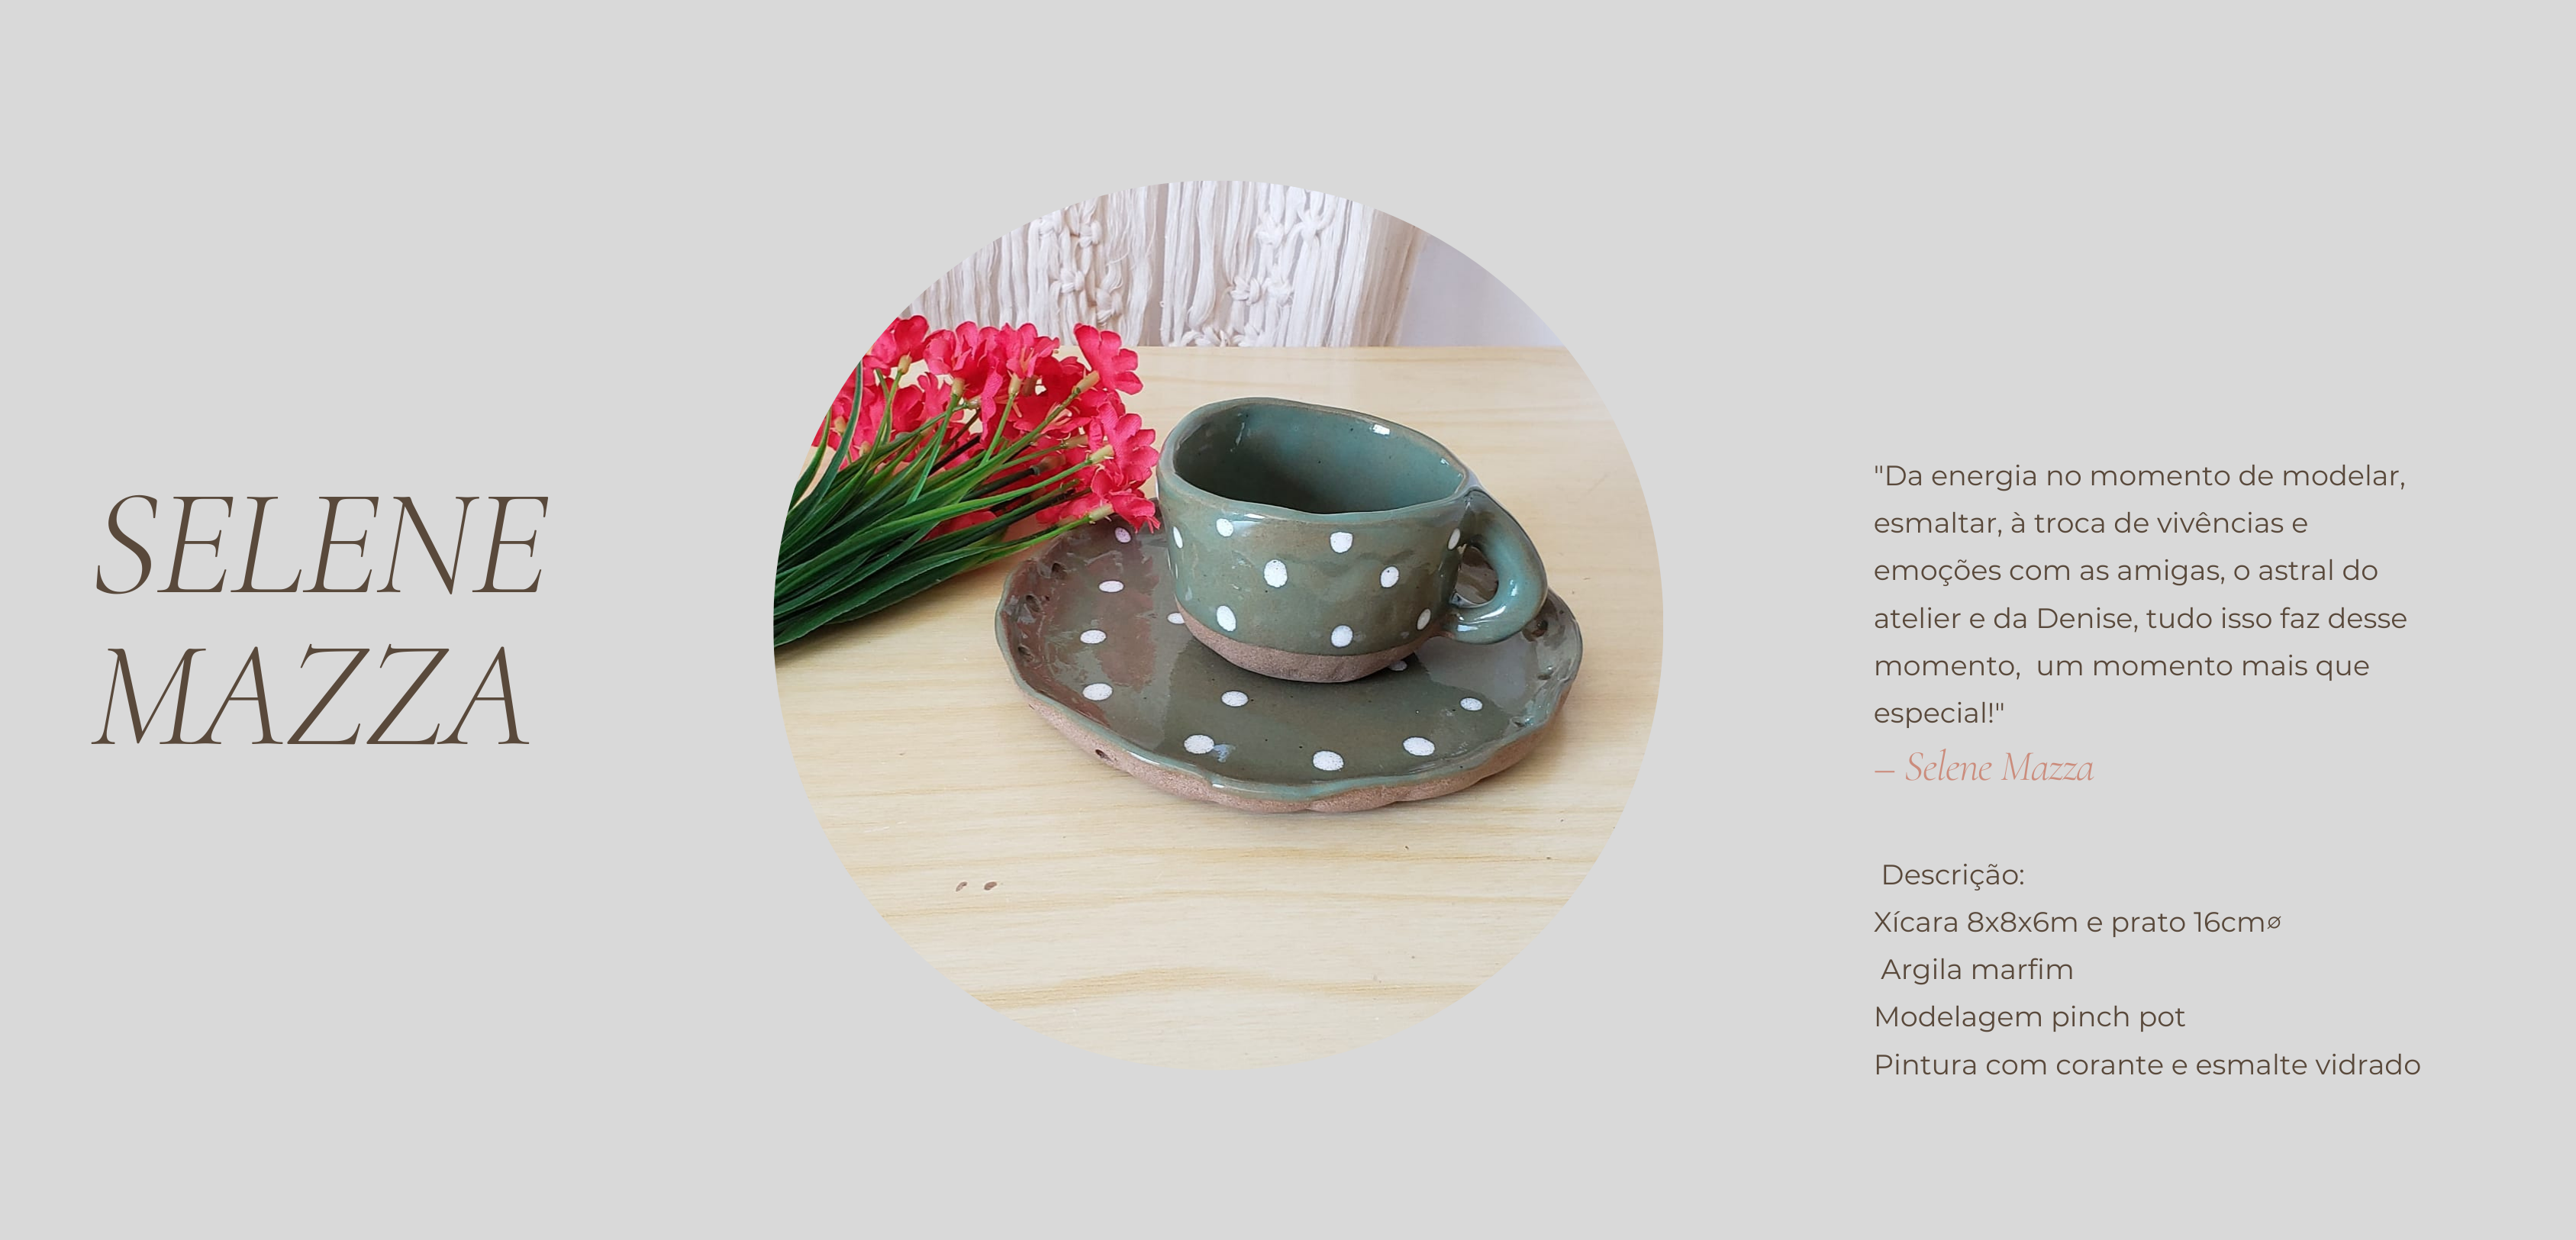 SELENE
MAZZA
"Da energia no momento de modelar,
esmaltar, à troca de vivências e
emoções com as amigas, o astral do
atelier e da Denise, tudo isso faz desse
momento,  um momento mais que
especial!"
– Selene Mazza
Descrição:
Xícara 8x8x6m e prato 16cm⌀
Argila marfim
Modelagem pinch pot
Pintura com corante e esmalte vidrado